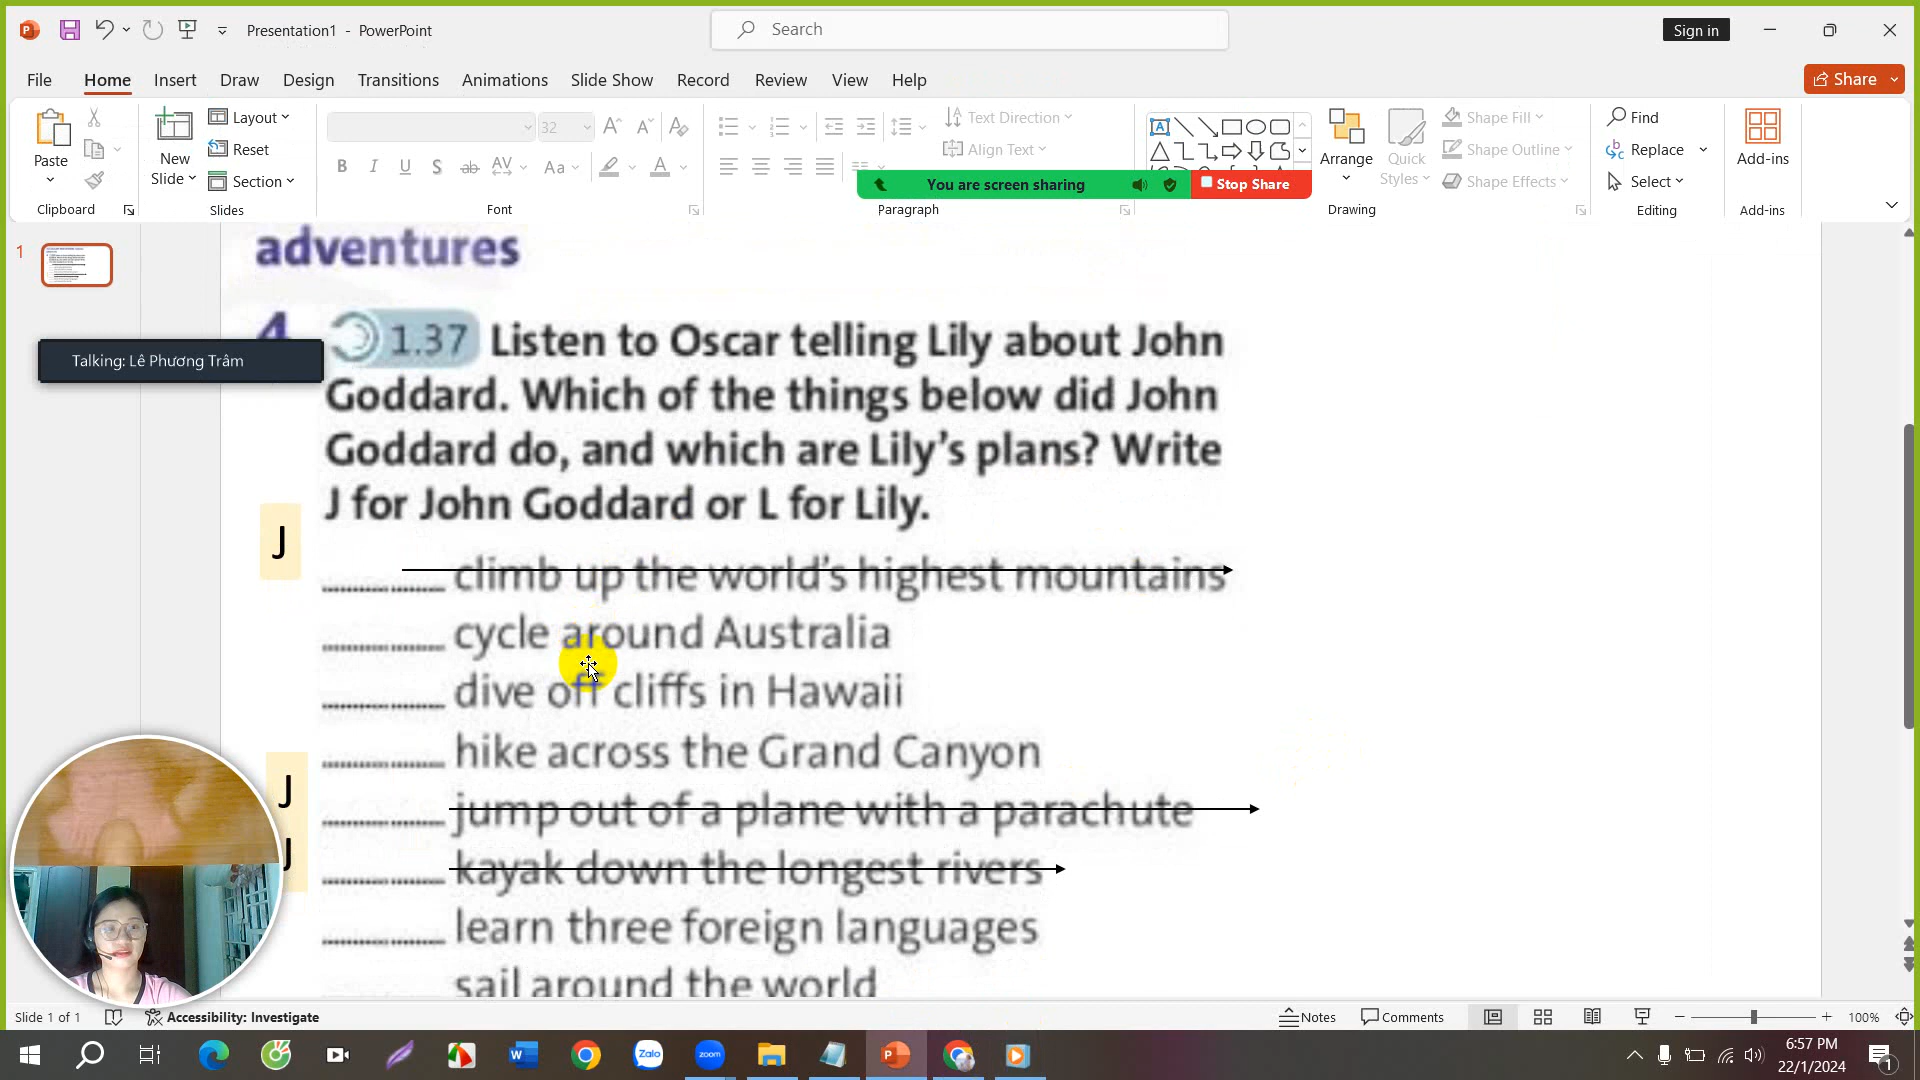 Presentation1 - PowerPoint
Search
Sign in
File Home Insert Draw Design Transitions Animations Slide Show Record Review View Help
Share
Paste
New Slide
Layout
Reset
Section
32
Text Direction
Align Text
Arrange
Quick Styles
Shape Fill
Shape Outline
Shape Effects
Find
Replace
Select
Add-ins
You are screen sharing
Stop Share
Clipboard
Slides
Font
Paragraph
Drawing
Editing
Add-ins
1
adventures
Talking: Lê Phương Trâm
4 1.37 Listen to Oscar telling Lily about John
Goddard. Which of the things below did John
Goddard do, and which are Lily's plans? Write
J for John Goddard or L for Lily.
J
climb up the world's highest mountains
cycle around Australia
dive off cliffs in Hawaii
hike across the Grand Canyon
J
jump out of a plane with a parachute
J
kayak down the longest rivers
learn three foreign languages
sail around the world
Slide 1 of 1
Accessibility: Investigate
Notes
Comments
100%
Zalo
zoom
6:57 PM
22/1/2024
1